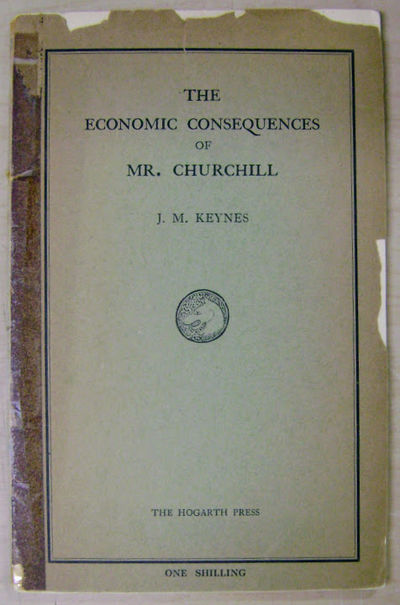 THE
ECONOMIC CONSEQUENCES
OF
MR. CHURCHILL
J. M. KEYNES
THE HOGARTH PRESS
ONE SHILLING